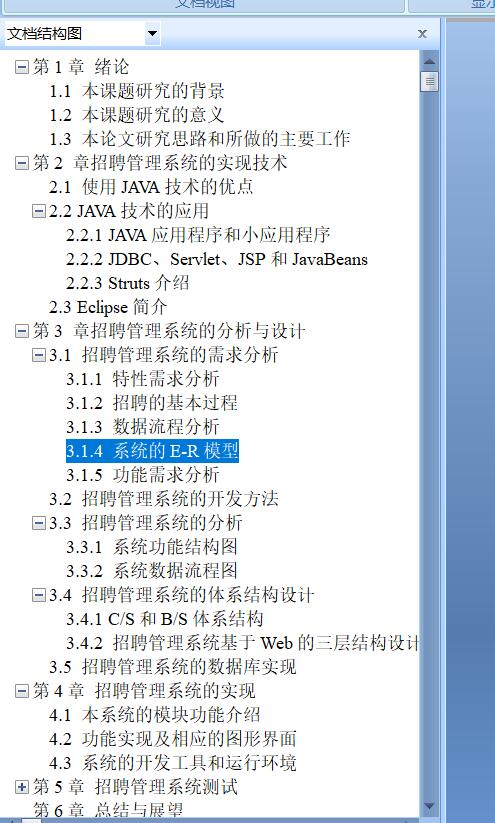 文档视图
显示
文档结构图
第 1 章 绪论
1.1 本课题研究的背景
1.2 本课题研究的意义
1.3 本论文研究思路和所做的主要工作
第 2 章招聘管理系统的实现技术
2.1 使用 JAVA 技术的优点
2.2 JAVA 技术的应用
2.2.1 JAVA 应用程序和小应用程序
2.2.2 JDBC、Servlet、JSP 和 JavaBeans
2.2.3 Struts 介绍
2.3 Eclipse 简介
第 3 章招聘管理系统的分析与设计
3.1 招聘管理系统的需求分析
3.1.1 特性需求分析
3.1.2 招聘的基本过程
3.1.3 数据流程分析
3.1.4 系统的 E-R 模型
3.1.5 功能需求分析
3.2 招聘管理系统的开发方法
3.3 招聘管理系统的分析
3.3.1 系统功能结构图
3.3.2 系统数据流程图
3.4 招聘管理系统的体系结构设计
3.4.1 C/S 和 B/S 体系结构
3.4.2 招聘管理系统基于 Web 的三层结构设计
3.5 招聘管理系统的数据库实现
第 4 章 招聘管理系统的实现
4.1 本系统的模块功能介绍
4.2 功能实现及相应的图形界面
4.3 系统的开发工具和运行环境
第 5 章 招聘管理系统测试
第 6 章 总结与展望